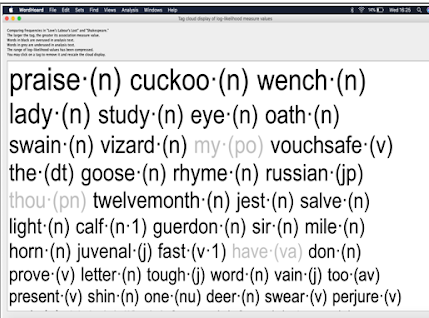 WordHoard File Edit Sets Find Views Analysis Windows Help Wed 16:25
Tag cloud display of log-likelihood measure values.
Comparing frequencies in "Love's Labour's Lost" and "Shakespeare."
The larger the tag, the greater its association measure value.
Words in black are overused in analysis text.
Words in grey are underused in analysis text.
The range of log-likelihood values has been compressed.
You may click on a tag to remove it and rescale the cloud display.
praise·(n) cuckoo·(n) wench·(n)
lady·(n) study·(n) eye·(n) oath·(n)
swain·(n) vizard·(n) my·(po) vouchsafe·(v)
the·(dt) goose·(n) rhyme·(n) russian·(jp)
thou·(pn) twelvemonth·(n) jest·(n) salve·(n)
light·(n) calf·(n·1) guerdon·(n) sir·(n) mile·(n)
horn·(n) juvenal·(j) fast·(v·1) have·(va) don·(n)
prove·(v) letter·(n) tough·(j) word·(n) vain·(j) too·(av)
present·(v) shin·(n) one·(nu) deer·(n) swear·(v) perjure·(v)